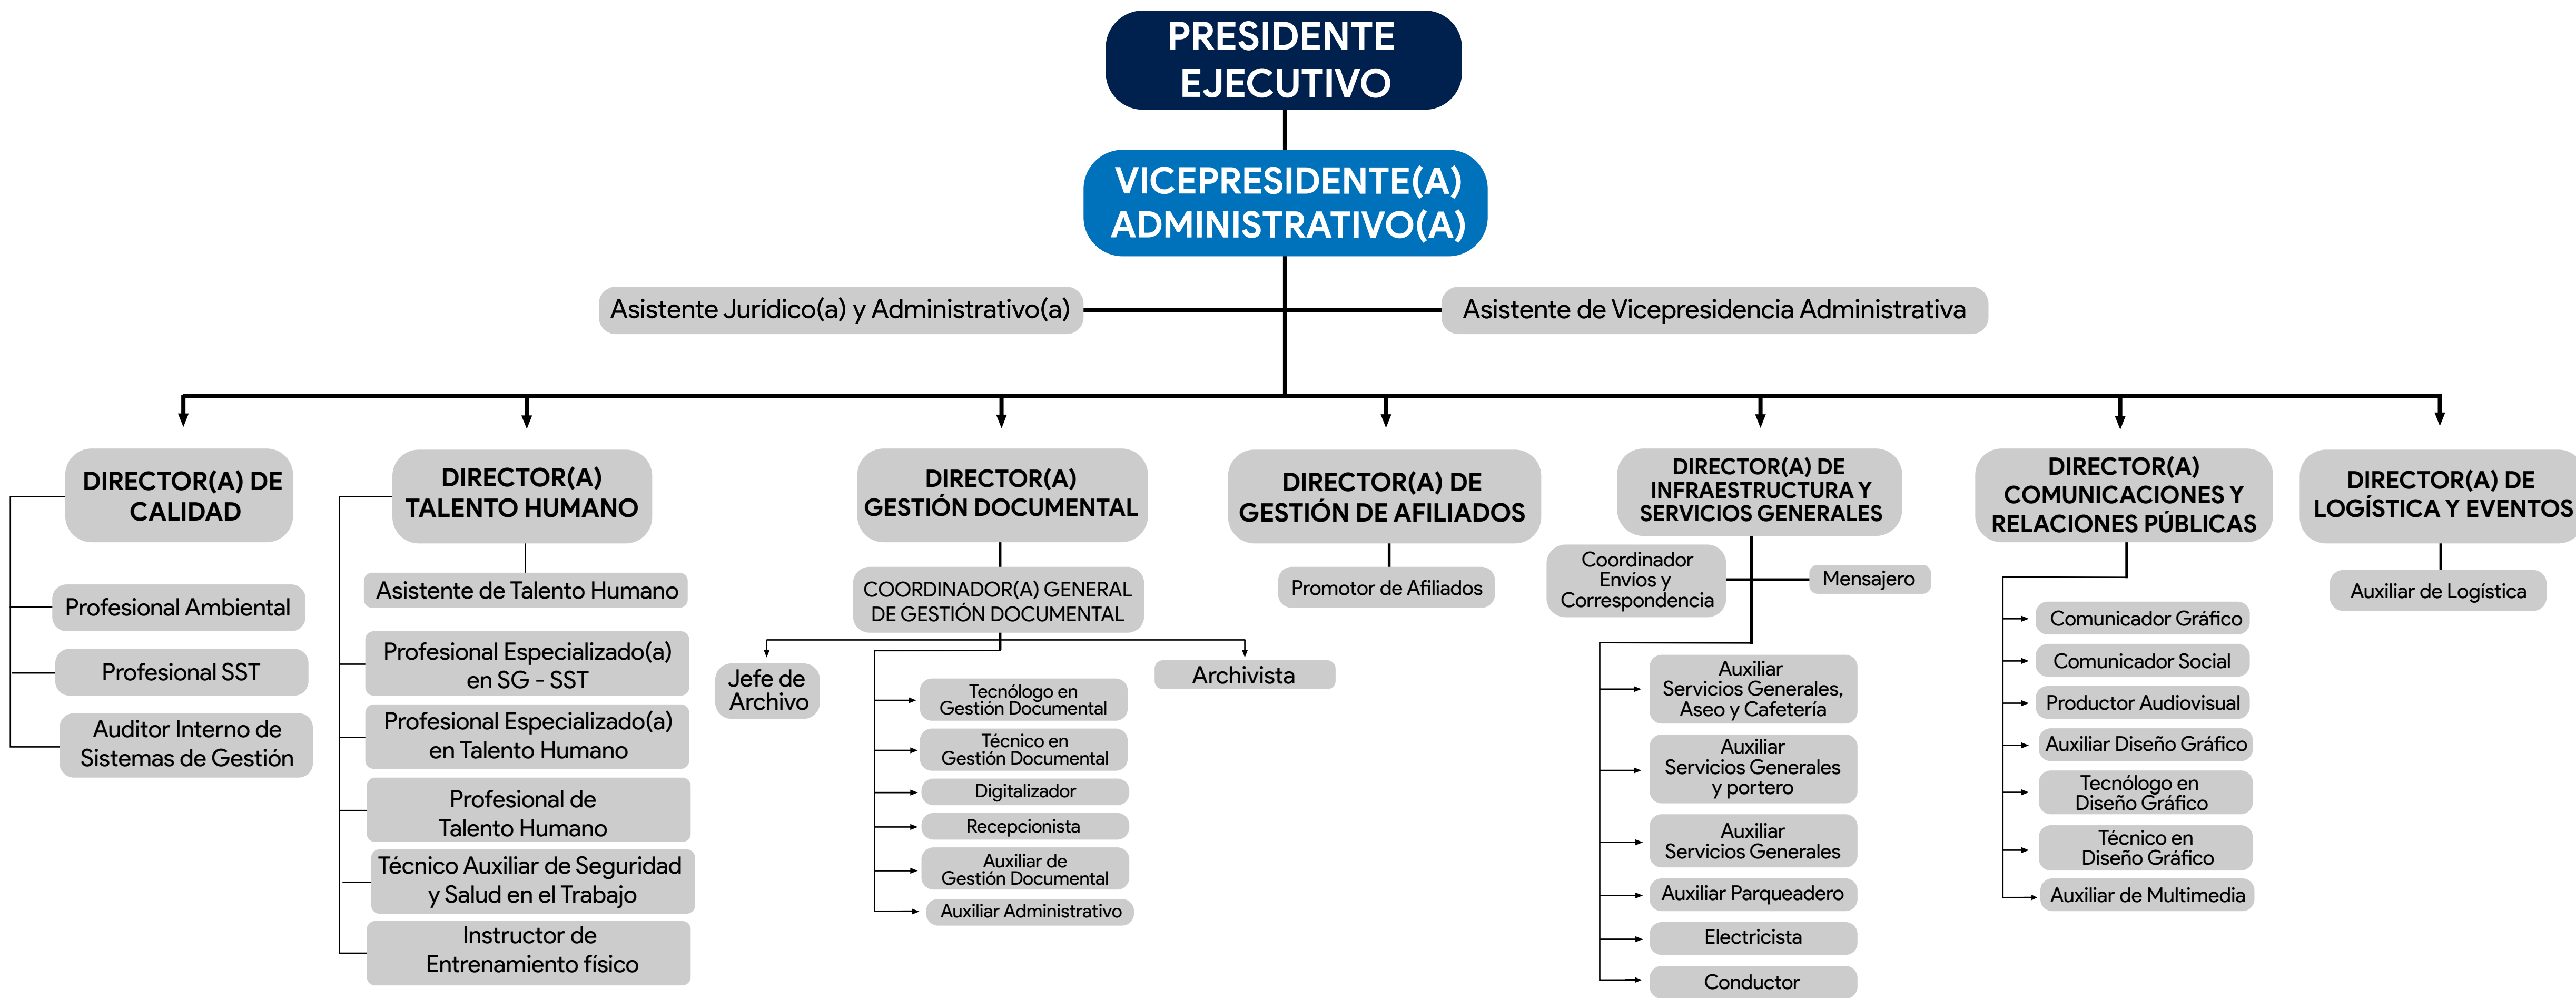 PRESIDENTE
EJECUTIVO
VICEPRESIDENTE(A)
ADMINISTRATIVO(A)
Asistente Jurídico(a) y Administrativo(a)
Asistente de Vicepresidencia Administrativa
DIRECTOR(A) DE
CALIDAD
Profesional Ambiental
Profesional SST
Auditor Interno de
Sistemas de Gestión
DIRECTOR(A)
TALENTO HUMANO
Asistente de Talento Humano
Profesional Especializado(a)
en SG - SST
Profesional Especializado(a)
en Talento Humano
Profesional de
Talento Humano
Técnico Auxiliar de Seguridad
y Salud en el Trabajo
Instructor de
Entrenamiento físico
DIRECTOR(A)
GESTIÓN DOCUMENTAL
COORDINADOR(A) GENERAL
DE GESTIÓN DOCUMENTAL
Jefe de
Archivo
Archivista
Tecnólogo en
Gestión Documental
Técnico en
Gestión Documental
Digitalizador
Recepcionista
Auxiliar de
Gestión Documental
Auxiliar Administrativo
DIRECTOR(A) DE
GESTIÓN DE AFILIADOS
Promotor de Afiliados
DIRECTOR(A) DE
INFRAESTRUCTURA Y
SERVICIOS GENERALES
Coordinador
Envíos y
Correspondencia
Mensajero
Auxiliar
Servicios Generales,
Aseo y Cafetería
Auxiliar
Servicios Generales
y portero
Auxiliar
Servicios Generales
Auxiliar Parqueadero
Electricista
Conductor
DIRECTOR(A)
COMUNICACIONES Y
RELACIONES PÚBLICAS
Comunicador Gráfico
Comunicador Social
Productor Audiovisual
Auxiliar Diseño Gráfico
Tecnólogo en
Diseño Gráfico
Técnico en
Diseño Gráfico
Auxiliar de Multimedia
DIRECTOR(A) DE
LOGÍSTICA Y EVENTOS
Auxiliar de Logística